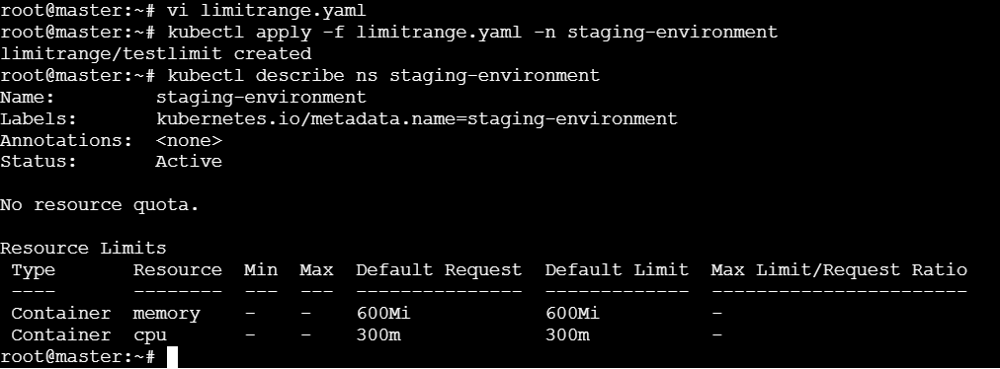 root@master:~# vi limitrange.yaml
root@master:~# kubectl apply -f limitrange.yaml -n staging-environment
limitrange/testlimit created
root@master:~# kubectl describe ns staging-environment
Name:         staging-environment
Labels:       kubernetes.io/metadata.name=staging-environment
Annotations:  <none>
Status:       Active

No resource quota.

Resource Limits
 Type       Resource  Min  Max  Default Request  Default Limit  Max Limit/Request Ratio
 ----       --------  ---  ---  ---------------  -------------  -----------------------
 Container  memory    -    -    600Mi            600Mi          -
 Container  cpu       -    -    300m             300m           -
root@master:~#